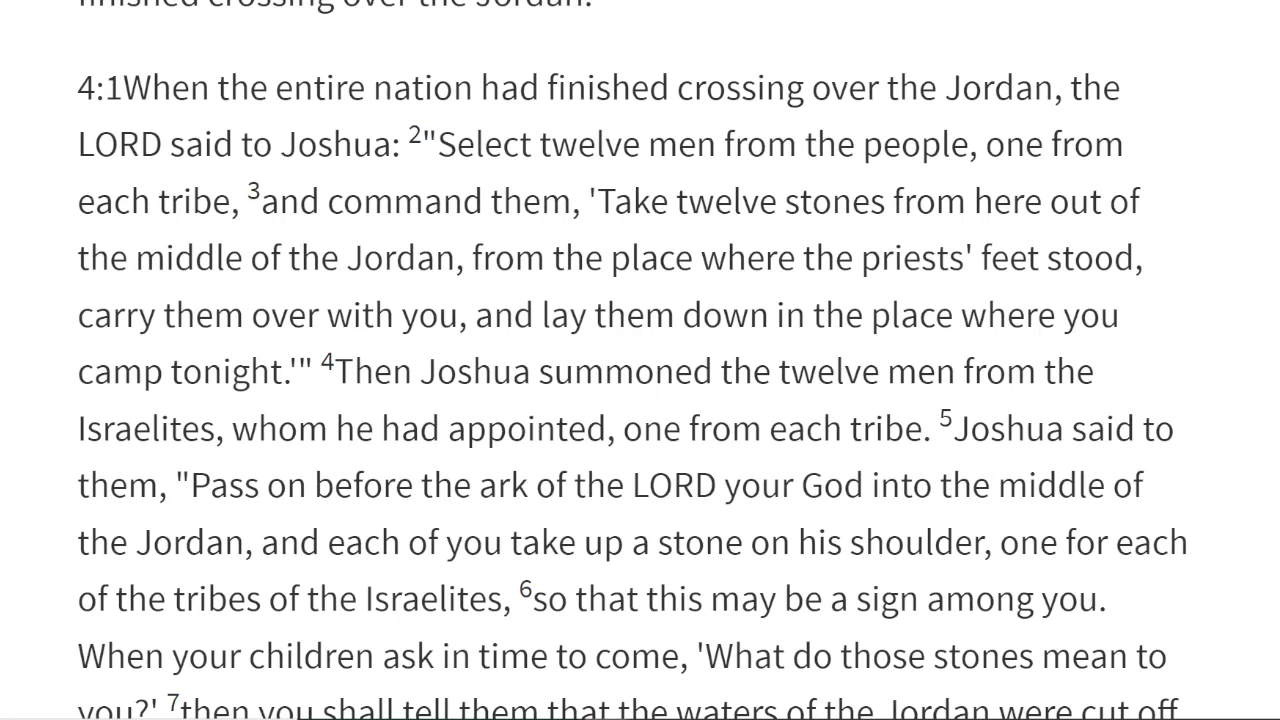 finished crossing over the Jordan.
4:1When the entire nation had finished crossing over the Jordan, the
LORD said to Joshua: ²"Select twelve men from the people, one from
each tribe, ³and command them, 'Take twelve stones from here out of
the middle of the Jordan, from the place where the priests' feet stood,
carry them over with you, and lay them down in the place where you
camp tonight.'" ⁴Then Joshua summoned the twelve men from the
Israelites, whom he had appointed, one from each tribe. ⁵Joshua said to
them, "Pass on before the ark of the LORD your God into the middle of
the Jordan, and each of you take up a stone on his shoulder, one for each
of the tribes of the Israelites, ⁶so that this may be a sign among you.
When your children ask in time to come, 'What do those stones mean to
you?' ⁷then you shall tell them that the waters of the Jordan were cut off